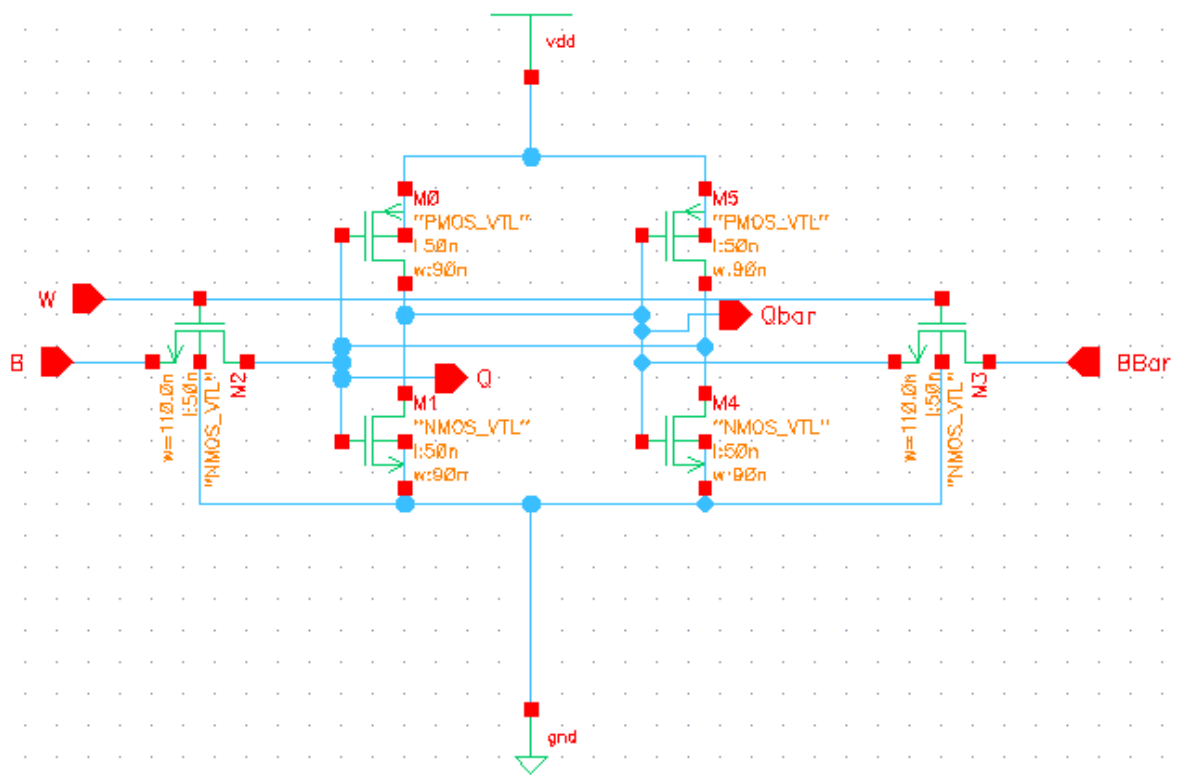 vdd
M0
"PMOS_VTL"
l:50n
w:90n
M5
"PMOS_VTL"
l:50n
w:90n
W
Qbar
B
w=110.0n
l:50n
"NMOS_VTL"
M2
Q
M1
"NMOS_VTL"
l:50n
w:90n
M4
"NMOS_VTL"
l:50n
w:90n
w=110.0n
l:50n
"NMOS_VTL"
M3
BBar
gnd